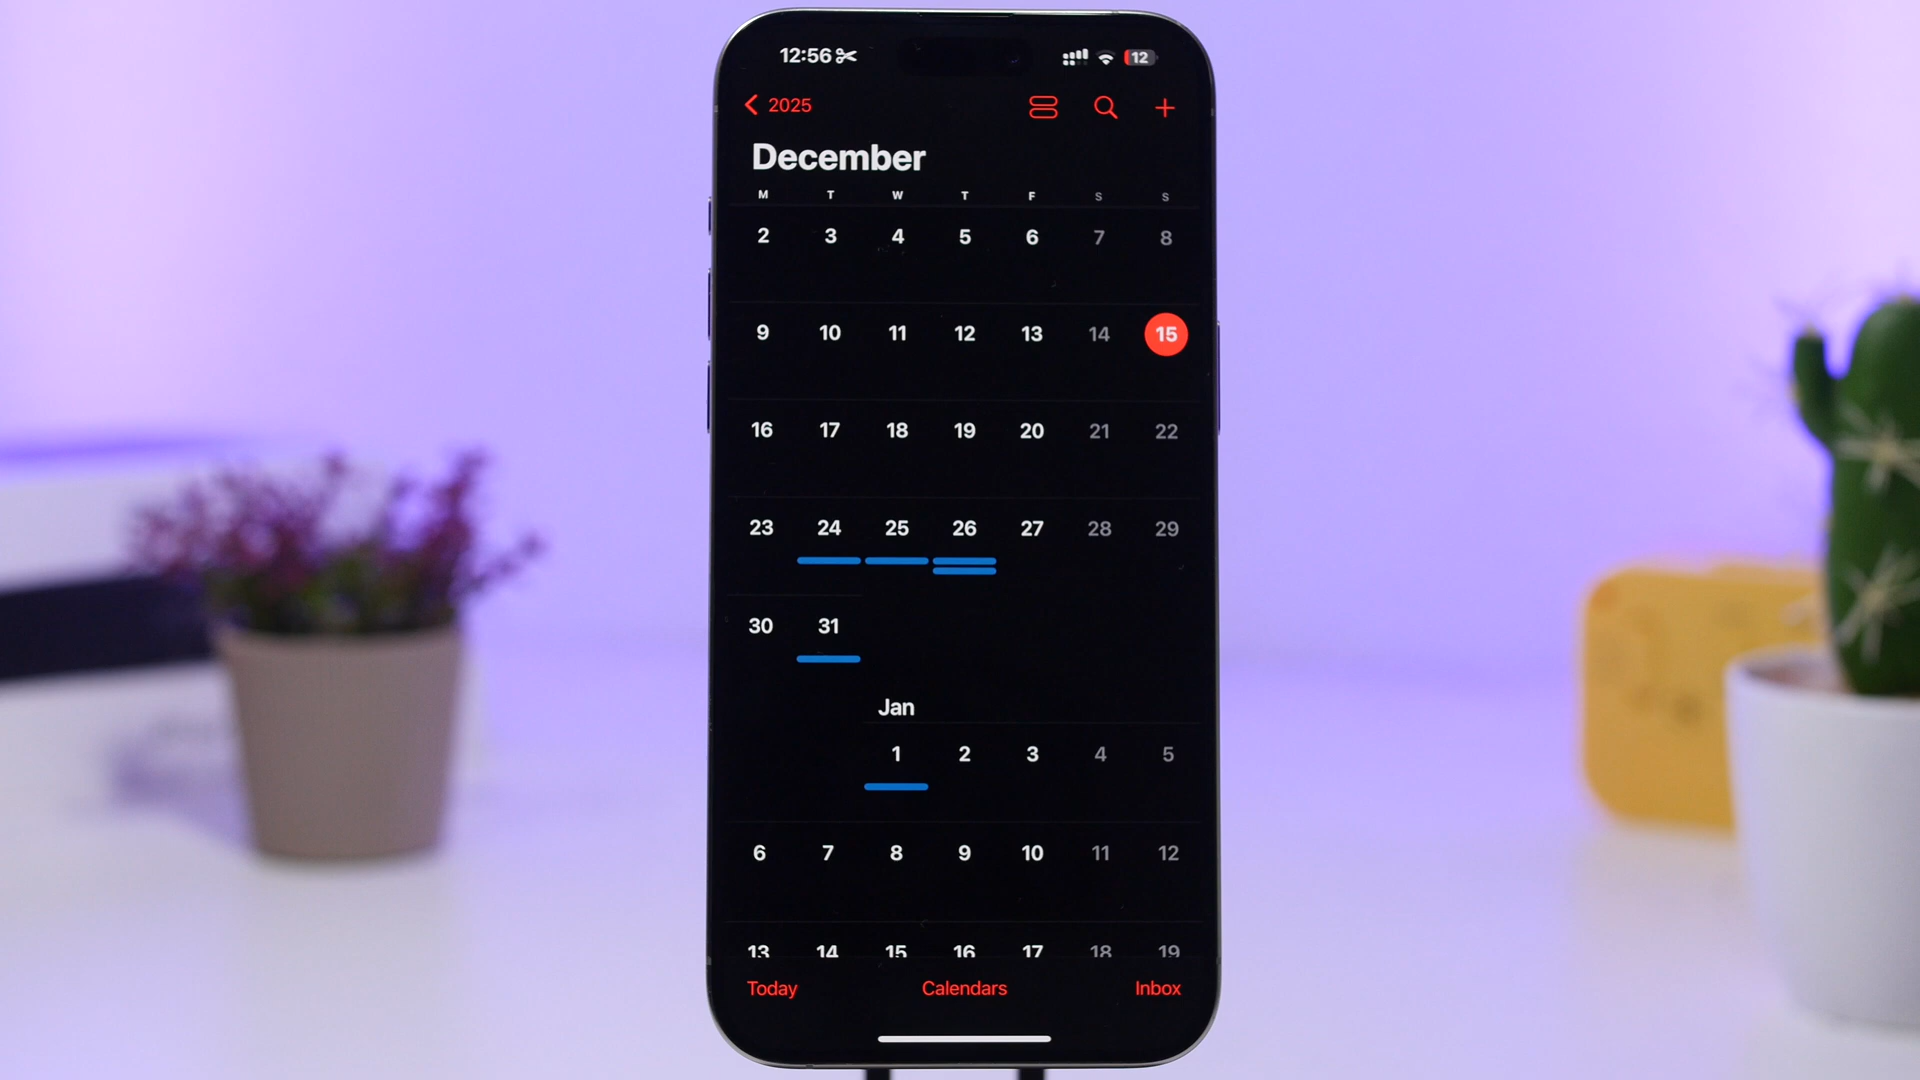 12:56 12
2025
December
M T W T F S S
2 3 4 5 6 7 8
9 10 11 12 13 14 15
16 17 18 19 20 21 22
23 24 25 26 27 28 29
30 31
Jan
1 2 3 4 5
6 7 8 9 10 11 12
13 14 15 16 17 18 19
Today Calendars Inbox